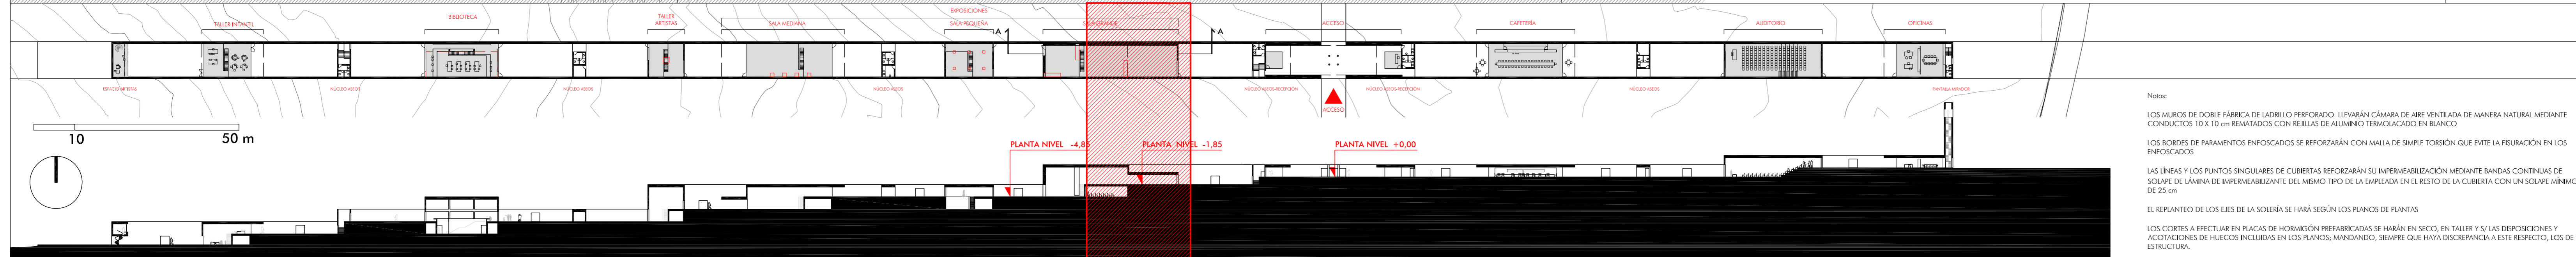 EXPOSICIONES
BIBLIOTECA
TALLER
ARTISTAS
TALLER INFANTIL
SALA MEDIANA
SALA PEQUEÑA
SALA GRANDE
ACCESO
CAFETERÍA
AUDITORIO
OFICINAS
A
A
ESPACIO ARTISTAS
NÚCLEO ASEOS
NÚCLEO ASEOS
NÚCLEO ASEOS
NÚCLEO ASEOS-RECEPCIÓN
NÚCLEO ASEOS-RECEPCIÓN
NÚCLEO ASEOS
PANTALLA MIRADOR
ACCESO
10
50 m
PLANTA NIVEL -4,85
PLANTA NIVEL -1,85
PLANTA NIVEL +0,00
Notas:
LOS MUROS DE DOBLE FÁBRICA DE LADRILLO PERFORADO LLEVARÁN CÁMARA DE AIRE VENTILADA DE MANERA NATURAL MEDIANTE
CONDUCTOS 10 X 10 cm REMATADOS CON REJILLAS DE ALUMINIO TERMOLACADO EN BLANCO
LOS BORDES DE PARAMENTOS ENFOSCADOS SE REFORZARÁN CON MALLA DE SIMPLE TORSIÓN QUE EVITE LA FISURACIÓN EN LOS
ENFOSCADOS
LAS LÍNEAS Y LOS PUNTOS SINGULARES DE CUBIERTAS REFORZARÁN SU IMPERMEABILIZACIÓN MEDIANTE BANDAS CONTINUAS DE
SOLAPE DE LÁMINA DE IMPERMEABILIZANTE DEL MISMO TIPO DE LA EMPLEADA EN EL RESTO DE LA CUBIERTA CON UN SOLAPE MÍNIMO
DE 25 cm
EL REPLANTEO DE LOS EJES DE LA SOLERÍA SE HARÁ SEGÚN LOS PLANOS DE PLANTAS
LOS CORTES A EFECTUAR EN PLACAS DE HORMIGÓN PREFABRICADAS SE HARÁN EN SECO, EN TALLER Y S/ LAS DISPOSICIONES Y
ACOTACIONES DE HUECOS INCLUIDAS EN LOS PLANOS; MANDANDO, SIEMPRE QUE HAYA DISCREPANCIA A ESTE RESPECTO, LOS DE
ESTRUCTURA.